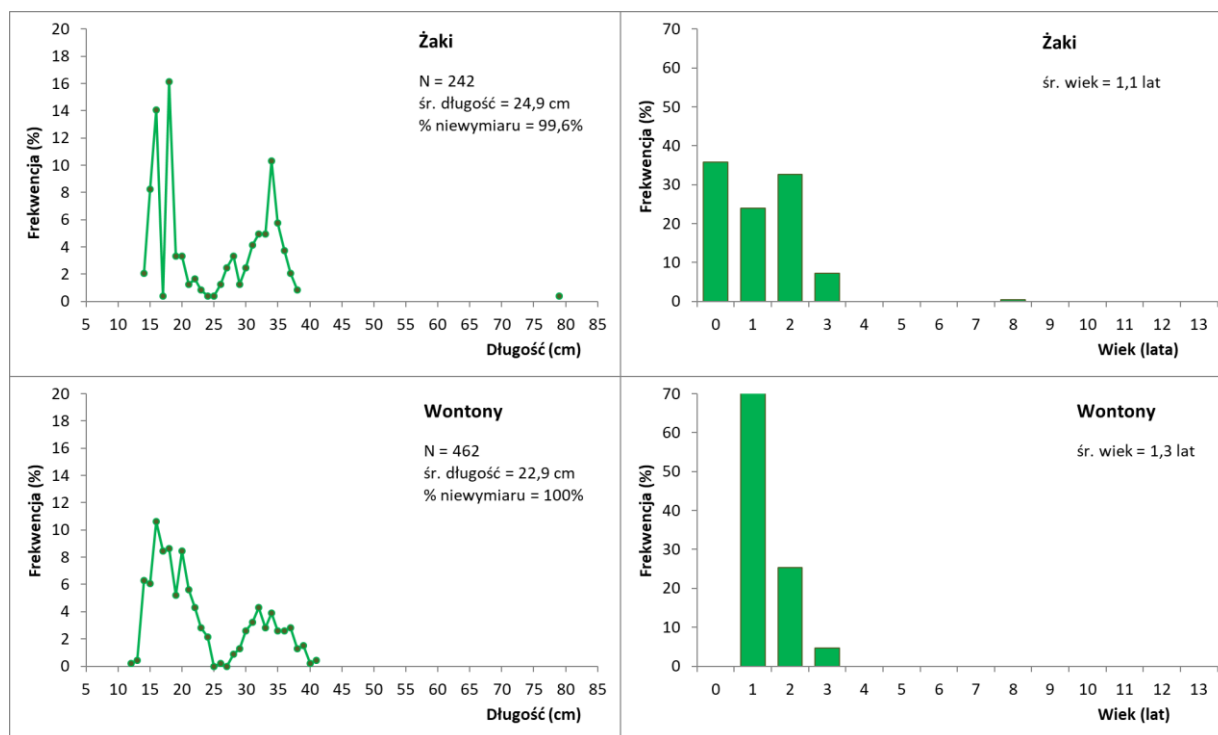 Żaki
N = 242
śr. długość = 24,9 cm
% niewymiaru = 99,6%
Frekwencja (%)
20
18
16
14
12
10
8
6
4
2
0
5 10 15 20 25 30 35 40 45 50 55 60 65 70 75 80 85
Długość (cm)
Żaki
śr. wiek = 1,1 lat
Frekwencja (%)
70
60
50
40
30
20
10
0
0 1 2 3 4 5 6 7 8 9 10 11 12 13
Wiek (lata)
Wontony
N = 462
śr. długość = 22,9 cm
% niewymiaru = 100%
Frekwencja (%)
20
18
16
14
12
10
8
6
4
2
0
5 10 15 20 25 30 35 40 45 50 55 60 65 70 75 80 85
Długość (cm)
Wontony
śr. wiek = 1,3 lat
Frekwencja (%)
70
60
50
40
30
20
10
0
0 1 2 3 4 5 6 7 8 9 10 11 12 13
Wiek (lat)